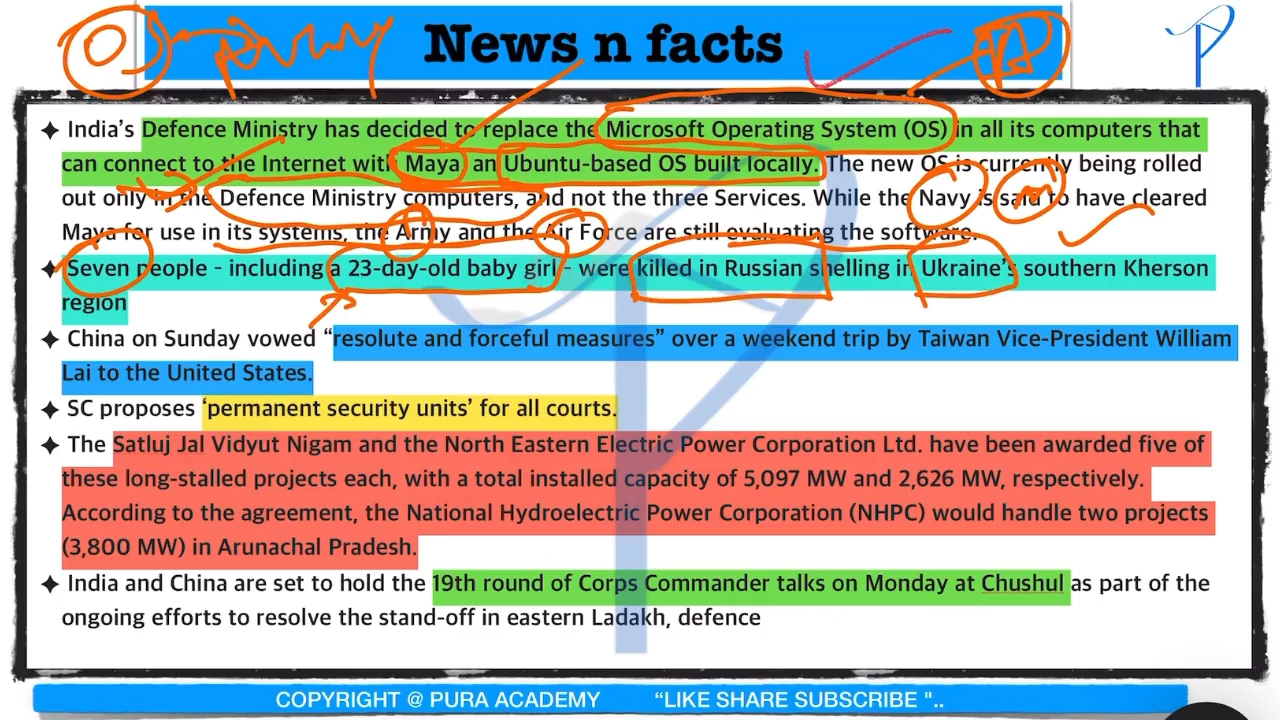 News n facts
✦ India's Defence Ministry has decided to replace the Microsoft Operating System (OS) in all its computers that
can connect to the Internet with Maya, an Ubuntu-based OS built locally. The new OS is currently being rolled
out only in the Defence Ministry computers, and not the three Services. While the Navy is said to have cleared
Maya for use in its systems, the Army and the Air Force are still evaluating the software.
✦ Seven people - including a 23-day-old baby girl - were killed in Russian shelling in Ukraine's southern Kherson
region
✦ China on Sunday vowed “resolute and forceful measures” over a weekend trip by Taiwan Vice-President William
Lai to the United States.
✦ SC proposes ‘permanent security units’ for all courts.
✦ The Satluj Jal Vidyut Nigam and the North Eastern Electric Power Corporation Ltd. have been awarded five of
these long-stalled projects each, with a total installed capacity of 5,097 MW and 2,626 MW, respectively.
According to the agreement, the National Hydroelectric Power Corporation (NHPC) would handle two projects
(3,800 MW) in Arunachal Pradesh.
✦ India and China are set to hold the 19th round of Corps Commander talks on Monday at Chushul as part of the
ongoing efforts to resolve the stand-off in eastern Ladakh, defence
COPYRIGHT @ PURA ACADEMY “LIKE SHARE SUBSCRIBE "..